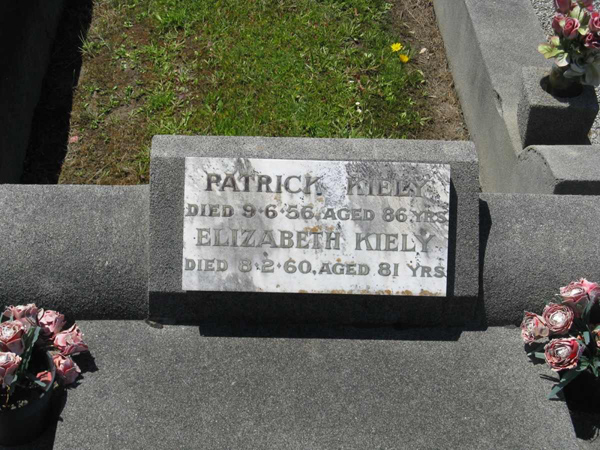 PATRICK KIELY
DIED 9·6·56, AGED 86, YRS
ELIZABETH KIELY
DIED 8·2·60, AGED 81 YRS